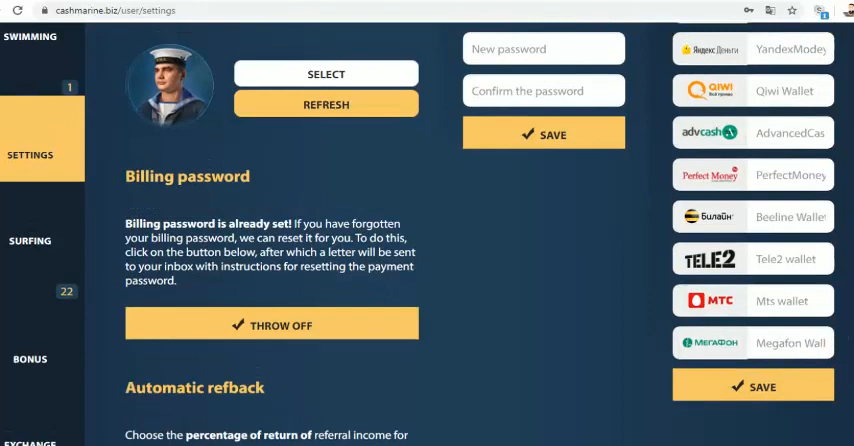 cashmarine.biz/user/settings
SWIMMING
1
SETTINGS
SURFING
22
BONUS
EXCHANGE
SELECT
REFRESH
Billing password
Billing password is already set! If you have forgotten
your billing password, we can reset it for you. To do this,
click on the button below, after which a letter will be sent
to your inbox with instructions for resetting the payment
password.
THROW OFF
Automatic refback
Choose the percentage of return of referral income for
New password
Confirm the password
SAVE
Яндекс Деньги YandexModey
QIWI Qiwi Wallet
advcash AdvancedCas
Perfect Money PerfectMoney
Билайн Beeline Wallet
TELE2 Tele2 wallet
МТС Mts wallet
МЕГАФОН Megafon Wall
SAVE